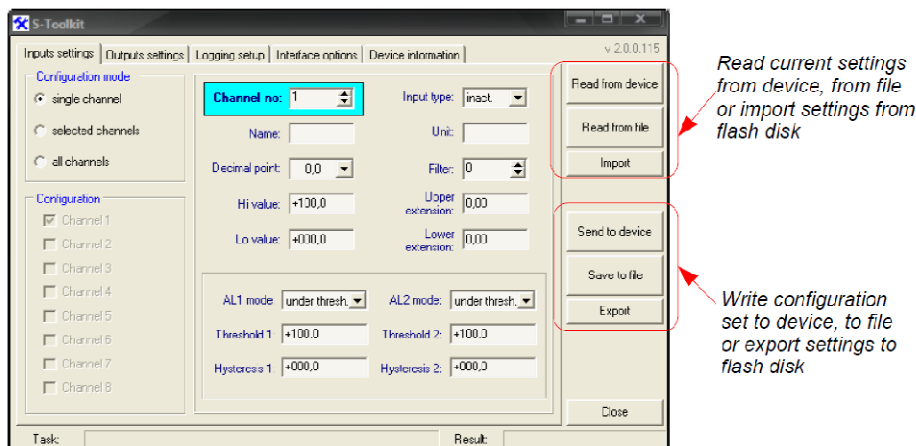 S-Toolkit
Inputs settings Outputs settings Logging setup Interface options Device information v 2.0.0.115
Configuration mode
single channel
selected channels
all channels
Channel no: 1 Input type: inact.
Name: Unit:
Decimal point: 0,0 Filter: 0
Hi value: +100,0 Upper extension: 0,00
Lo value: +000,0 Lower extension: 0,00
Configuration
Channel 1
Channel 2
Channel 3
Channel 4
Channel 5
Channel 6
Channel 7
Channel 8
AL1 mode: under thresh. AL2 mode: under thresh.
Threshold 1: +100,0 Threshold 2: +100,0
Hysteresis 1: +000,0 Hysteresis 2: +000,0
Read from device
Read from file
Import
Send to device
Save to file
Export
Close
Task: Result:
Read current settings
from device, from file
or import settings from
flash disk
Write configuration
set to device, to file
or export settings to
flash disk